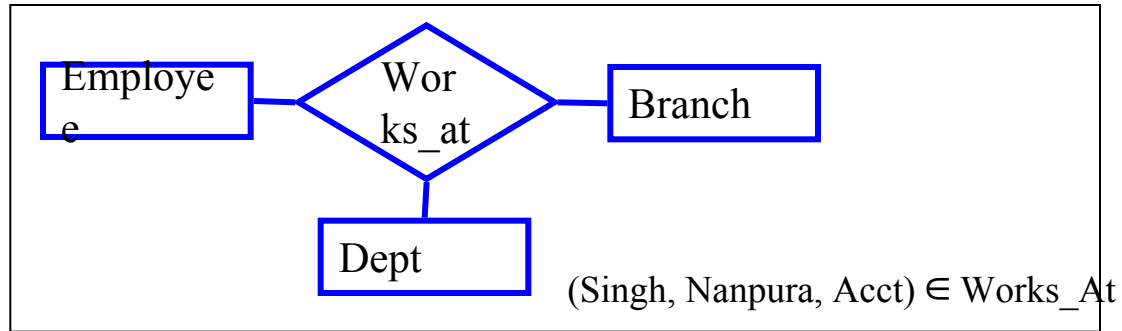 Employe
e
Wor
ks_at
Branch
Dept
(Singh, Nanpura, Acct) ∈ Works_At